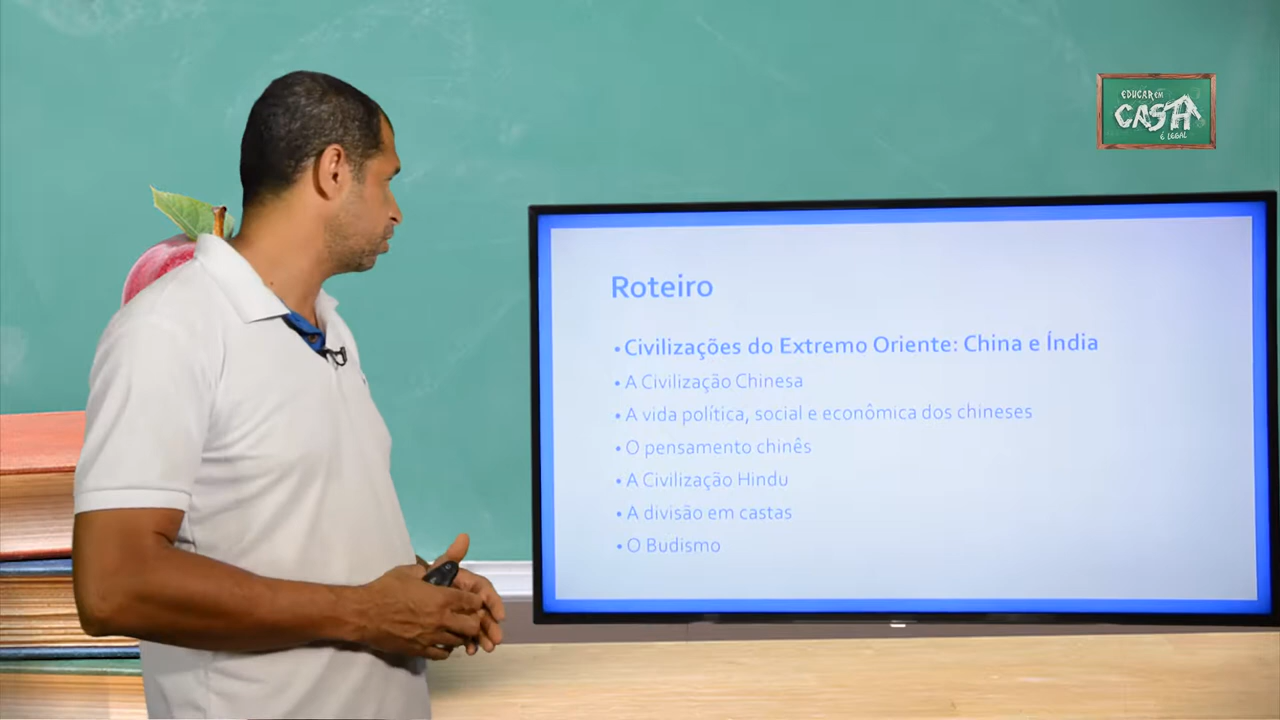 EDUCAR EM
CASA
É LEGAL
Roteiro
• Civilizações do Extremo Oriente: China e Índia
• A Civilização Chinesa
• A vida política, social e econômica dos chineses
• O pensamento chinês
• A Civilização Hindu
• A divisão em castas
• O Budismo